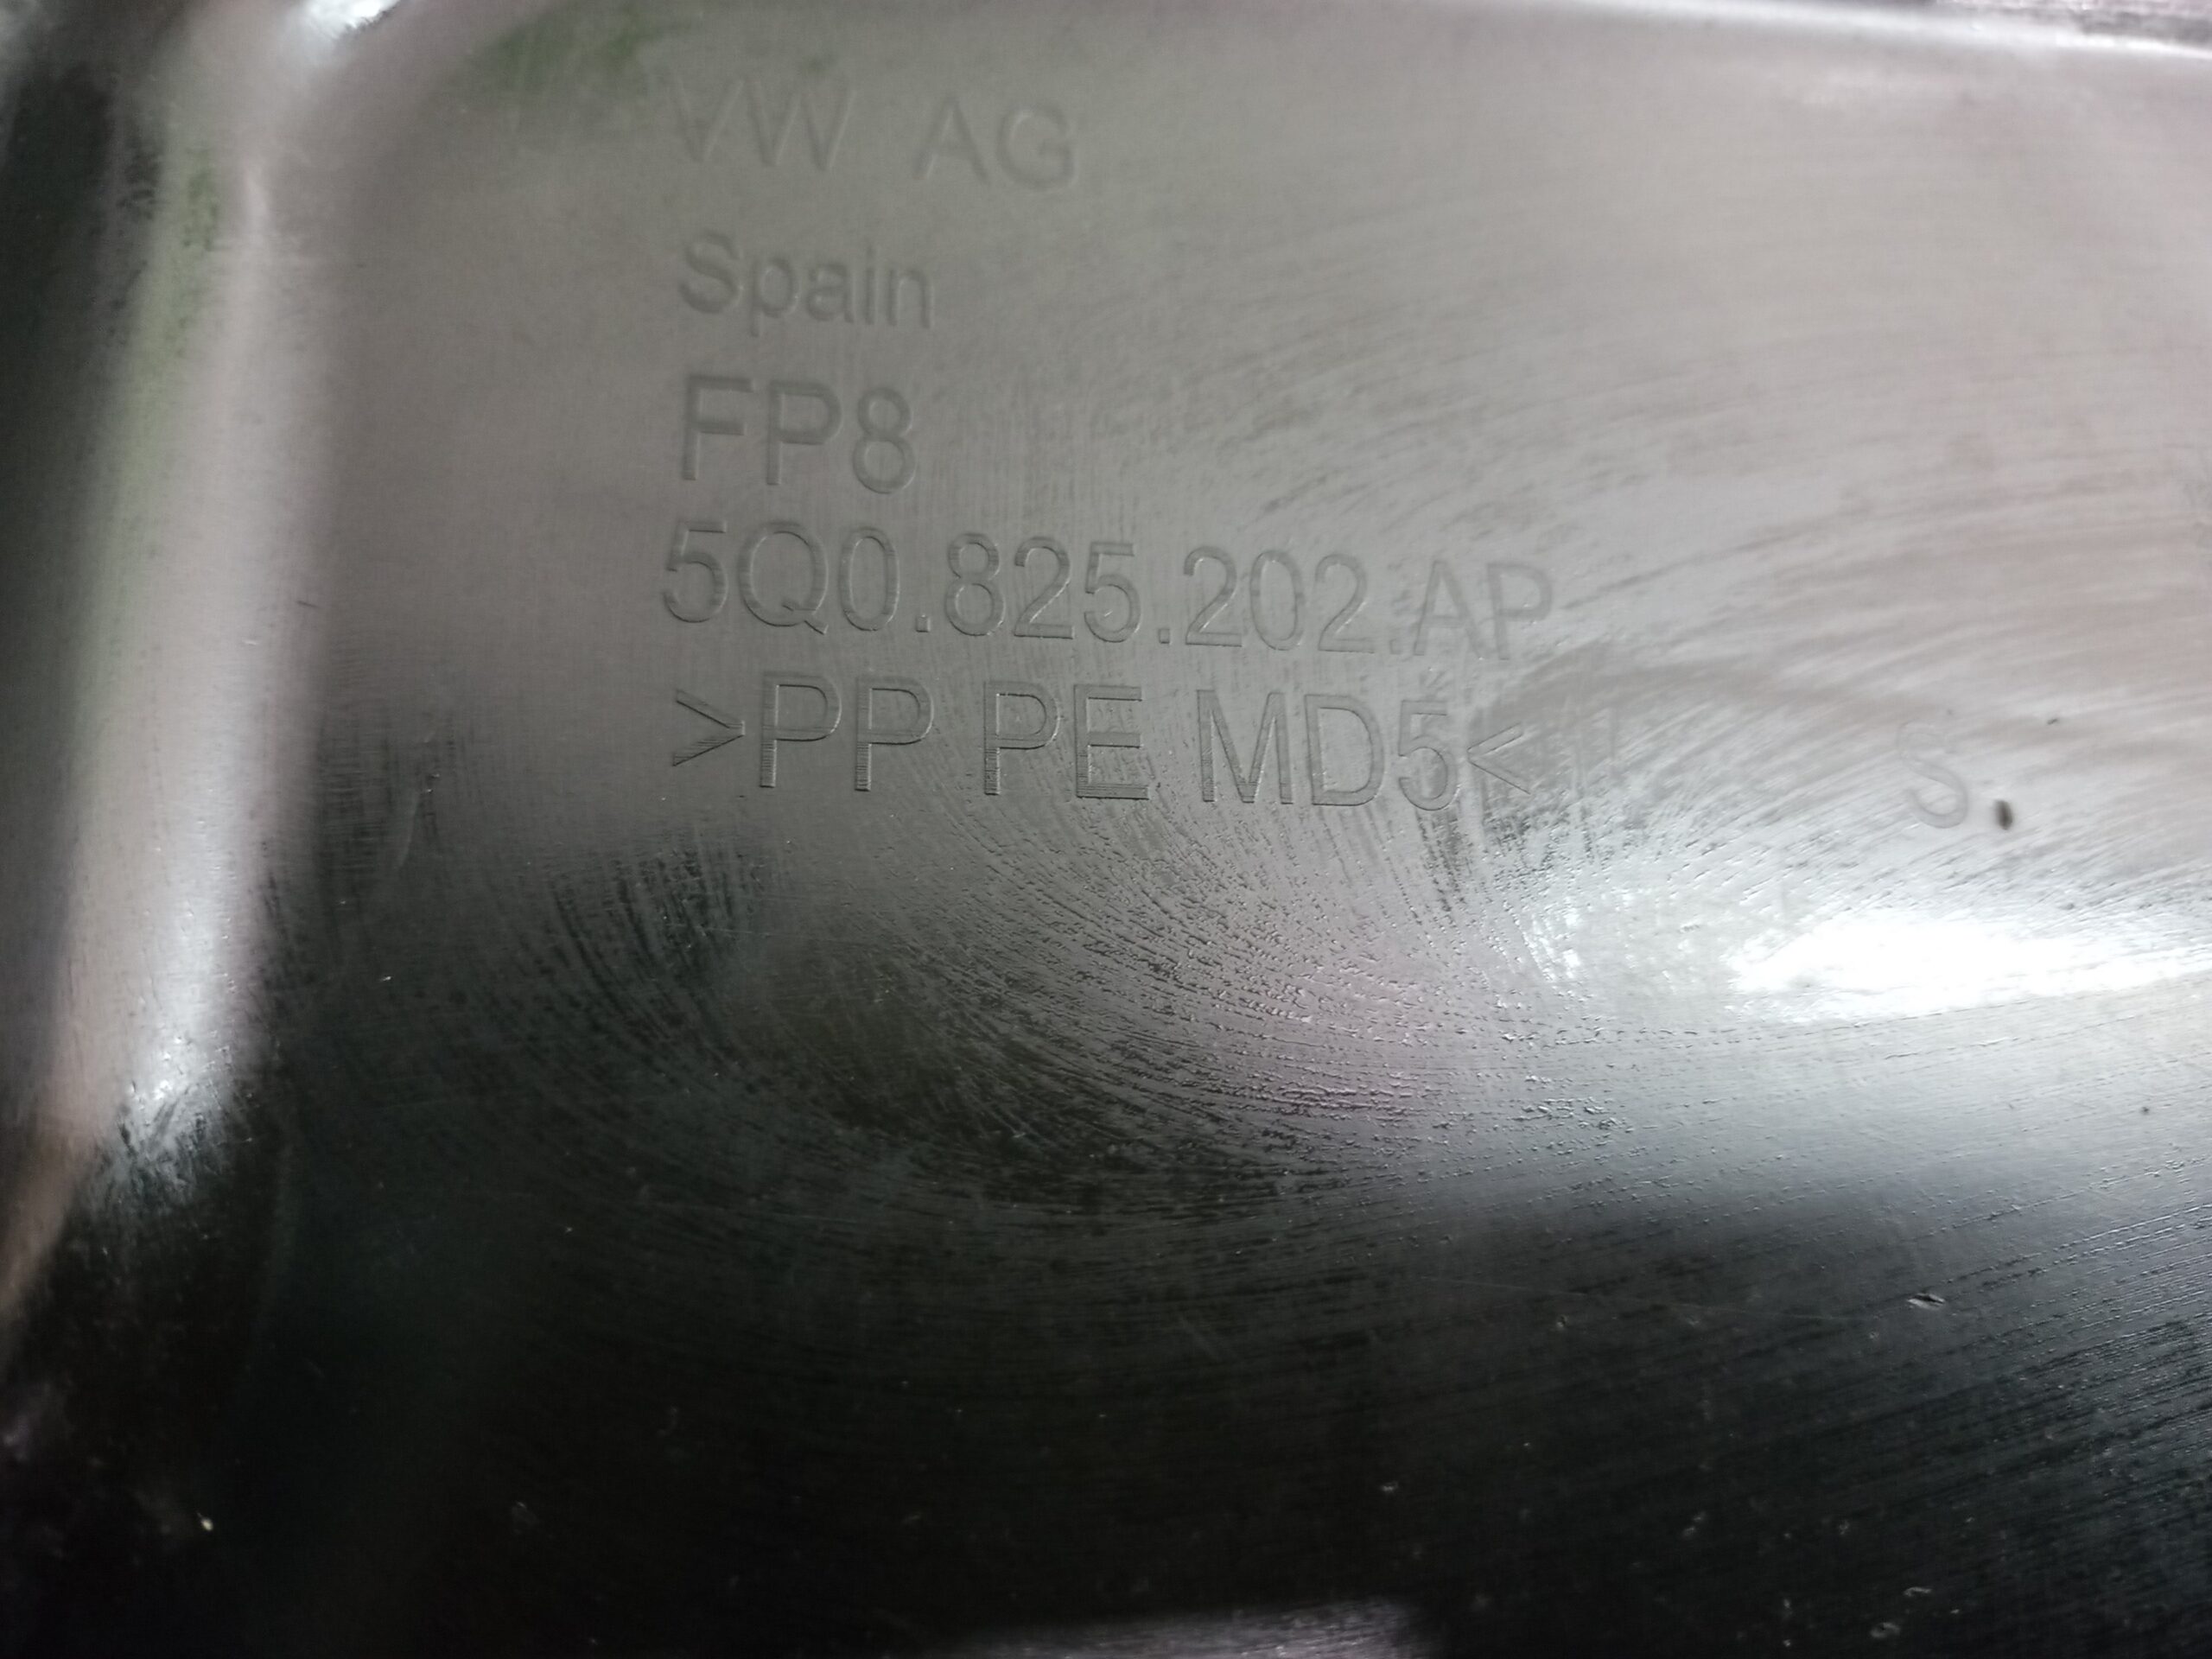 VW AG
Spain
FP8
5Q0.825.202.AP
>PP PE MD5<
S